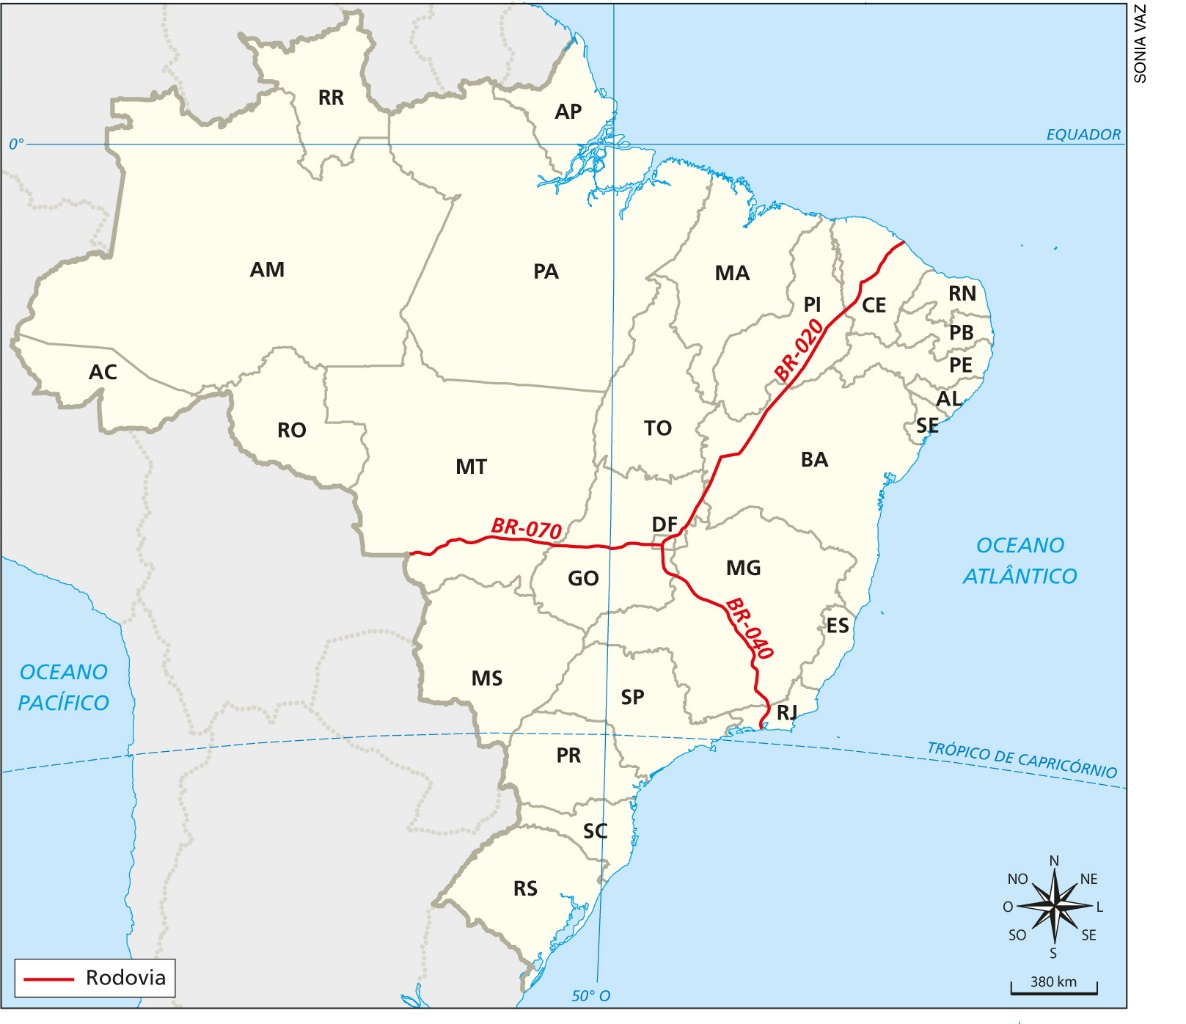 SONIA VAZ
RR
AP
0°
EQUADOR
AM
PA
MA
PI
CE
RN
PB
PE
AL
SE
BR-020
AC
RO
MT
TO
BA
DF
BR-070
GO
MG
BR-040
ES
OCEANO
ATLÂNTICO
OCEANO
PACÍFICO
MS
SP
RJ
PR
TRÓPICO DE CAPRICÓRNIO
SC
RS
N
NO
NE
O
L
SO
SE
S
Rodovia
380 km
50° O